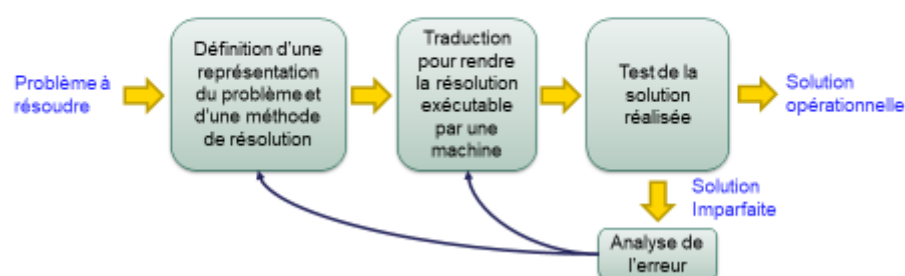 Problème à
résoudre
Définition d'une
représentation
du problème et
d'une méthode
de résolution
Traduction
pour rendre
la résolution
exécutable
par une
machine
Test de la
solution
réalisée
Solution
opérationnelle
Solution
Imparfaite
Analyse de
l'erreur